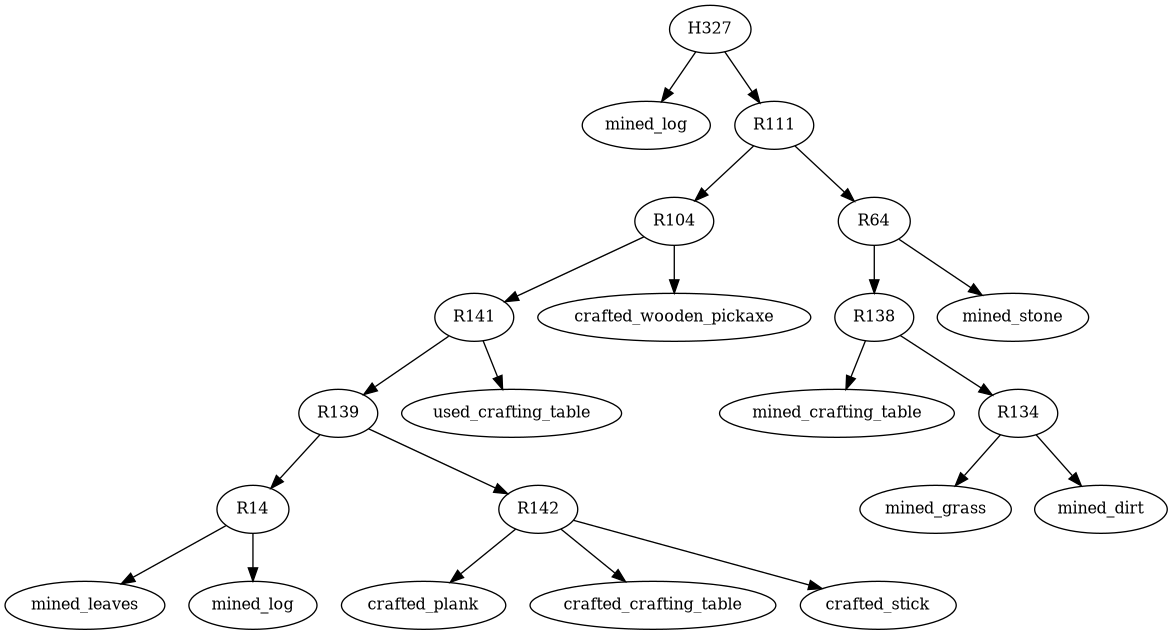 H327
mined_log
R111
R104
R64
R141
crafted_wooden_pickaxe
R138
mined_stone
R139
used_crafting_table
mined_crafting_table
R134
R14
R142
mined_grass
mined_dirt
mined_leaves
mined_log
crafted_plank
crafted_crafting_table
crafted_stick